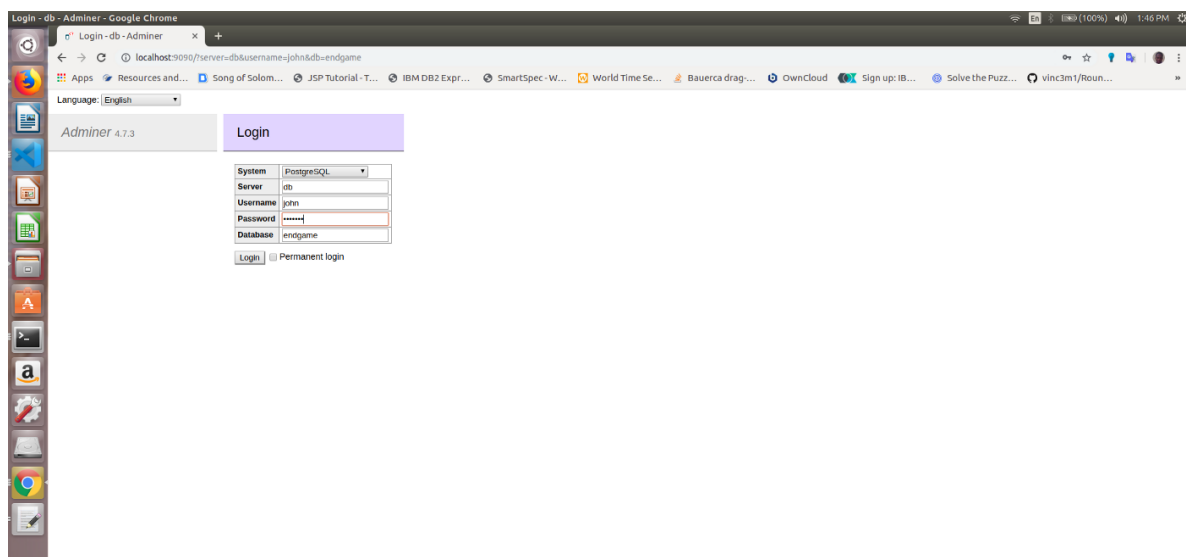 Login - db - Adminer - Google Chrome
En (100%) 1:46 PM
Login - db - Adminer × +
localhost:9090/?server=db&username=john&db=endgame
Apps Resources and... Song of Solom... JSP Tutorial - T... IBM DB2 Expr... SmartSpec - W... World Time Se... Bauerca drag-... OwnCloud Sign up: IB... Solve the Puzz... vinc3m1/Roun... »
Language: English
Adminer 4.7.3
Login
System PostgreSQL
Server db
Username john
Password •••••••
Database endgame
Login Permanent login